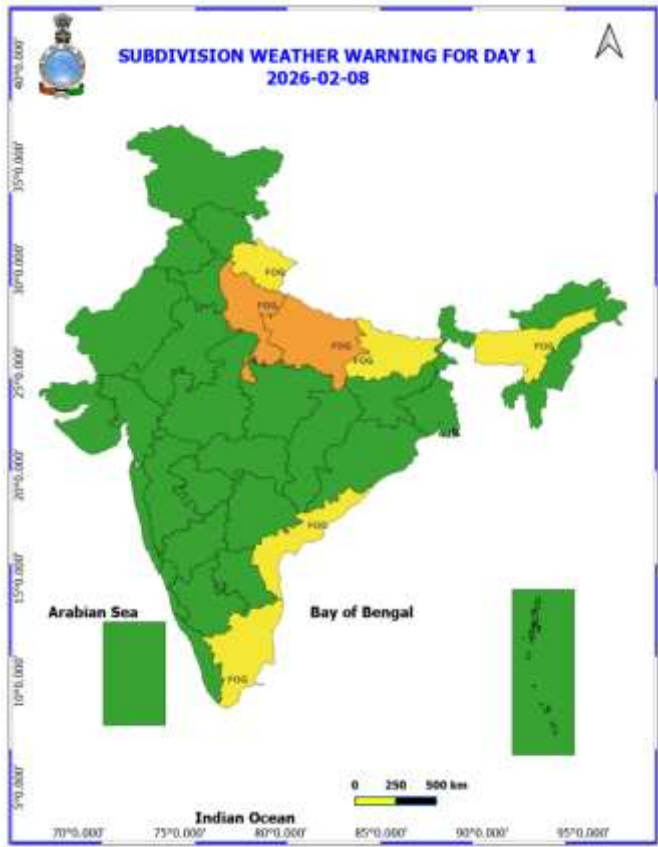 SUBDIVISION WEATHER WARNING FOR DAY 1
2026-02-08
40°0.000'
35°0.000'
30°0.000'
25°0.000'
20°0.000'
15°0.000'
10°0.000'
5°0.000'
FOG
FOG
FOG
FOG
FOG
FOG
FOG
Arabian Sea
Bay of Bengal
0 250 500 km
Indian Ocean
70°0.000' 75°0.000' 80°0.000' 85°0.000' 90°0.000' 95°0.000'